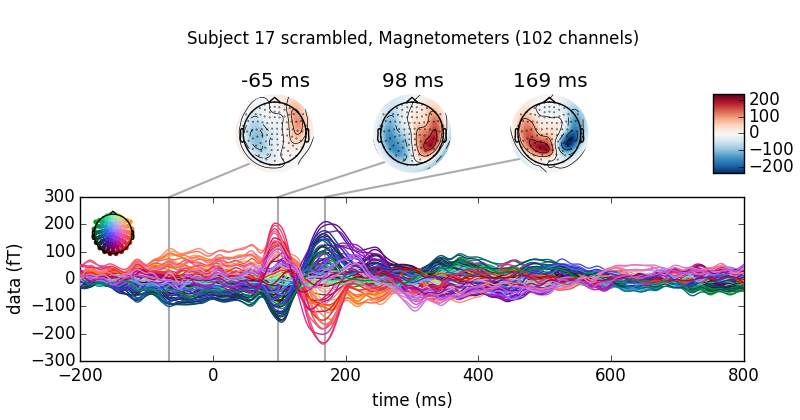 Subject 17 scrambled, Magnetometers (102 channels)
-65 ms 98 ms 169 ms
200
100
0
−100
−200
300
200
100
0
−100
−200
−300
data (fT)
−200 0 200 400 600 800
time (ms)